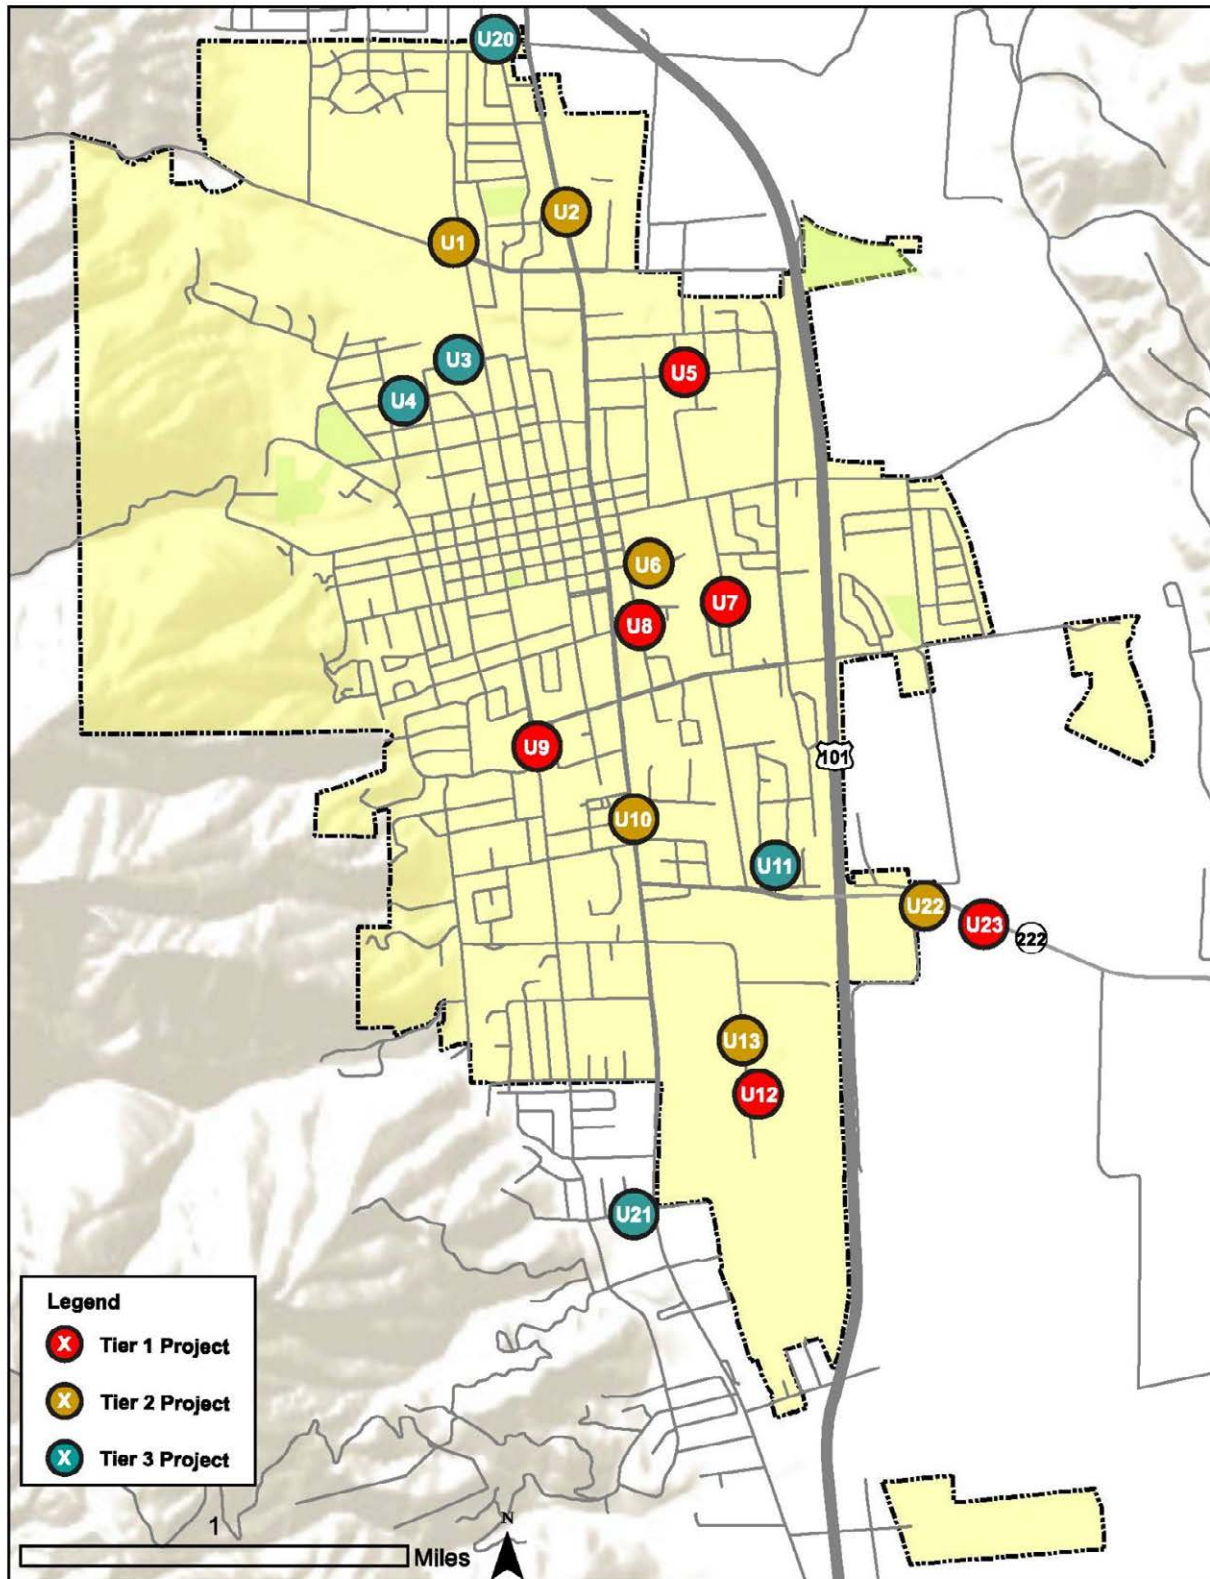 U20
U2
U1
U3
U5
U4
U6
U7
U8
U9
101
U10
U11
U22
U23
222
U13
U12
U21
Legend
X Tier 1 Project
X Tier 2 Project
X Tier 3 Project
1
N
Miles